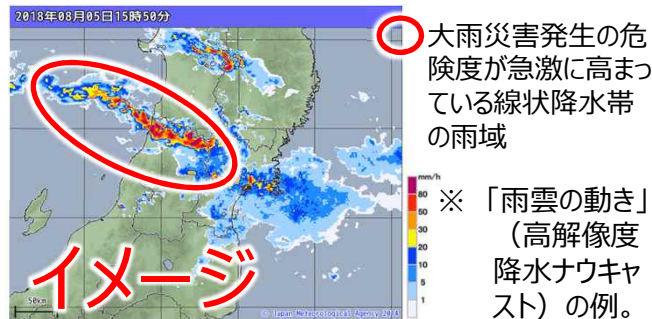 2018年08月05日15時50分
大雨災害発生の危
険度が急激に高まっ
ている線状降水帯
の雨域
mm/h
80
50
30
20
10
5
1
※ 「雨雲の動き」
（高解像度
降水ナウキャ
スト）の例。
イメージ
50km
© Japan Meteorological Agency 2018